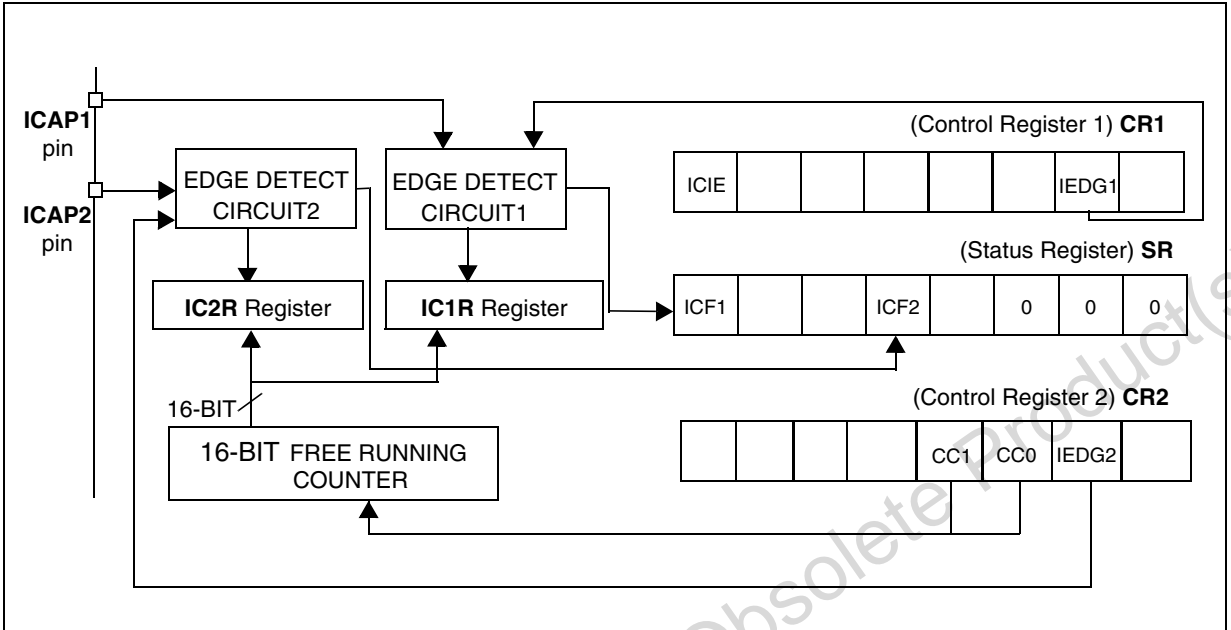 ICAP1
pin
ICAP2
pin
EDGE DETECT
CIRCUIT2
EDGE DETECT
CIRCUIT1
IC2R Register
IC1R Register
16-BIT
16-BIT FREE RUNNING
COUNTER
(Control Register 1) CR1
ICIE IEDG1
(Status Register) SR
ICF1 ICF2 0 0 0
(Control Register 2) CR2
CC1 CC0 IEDG2
Obsolete Product(s